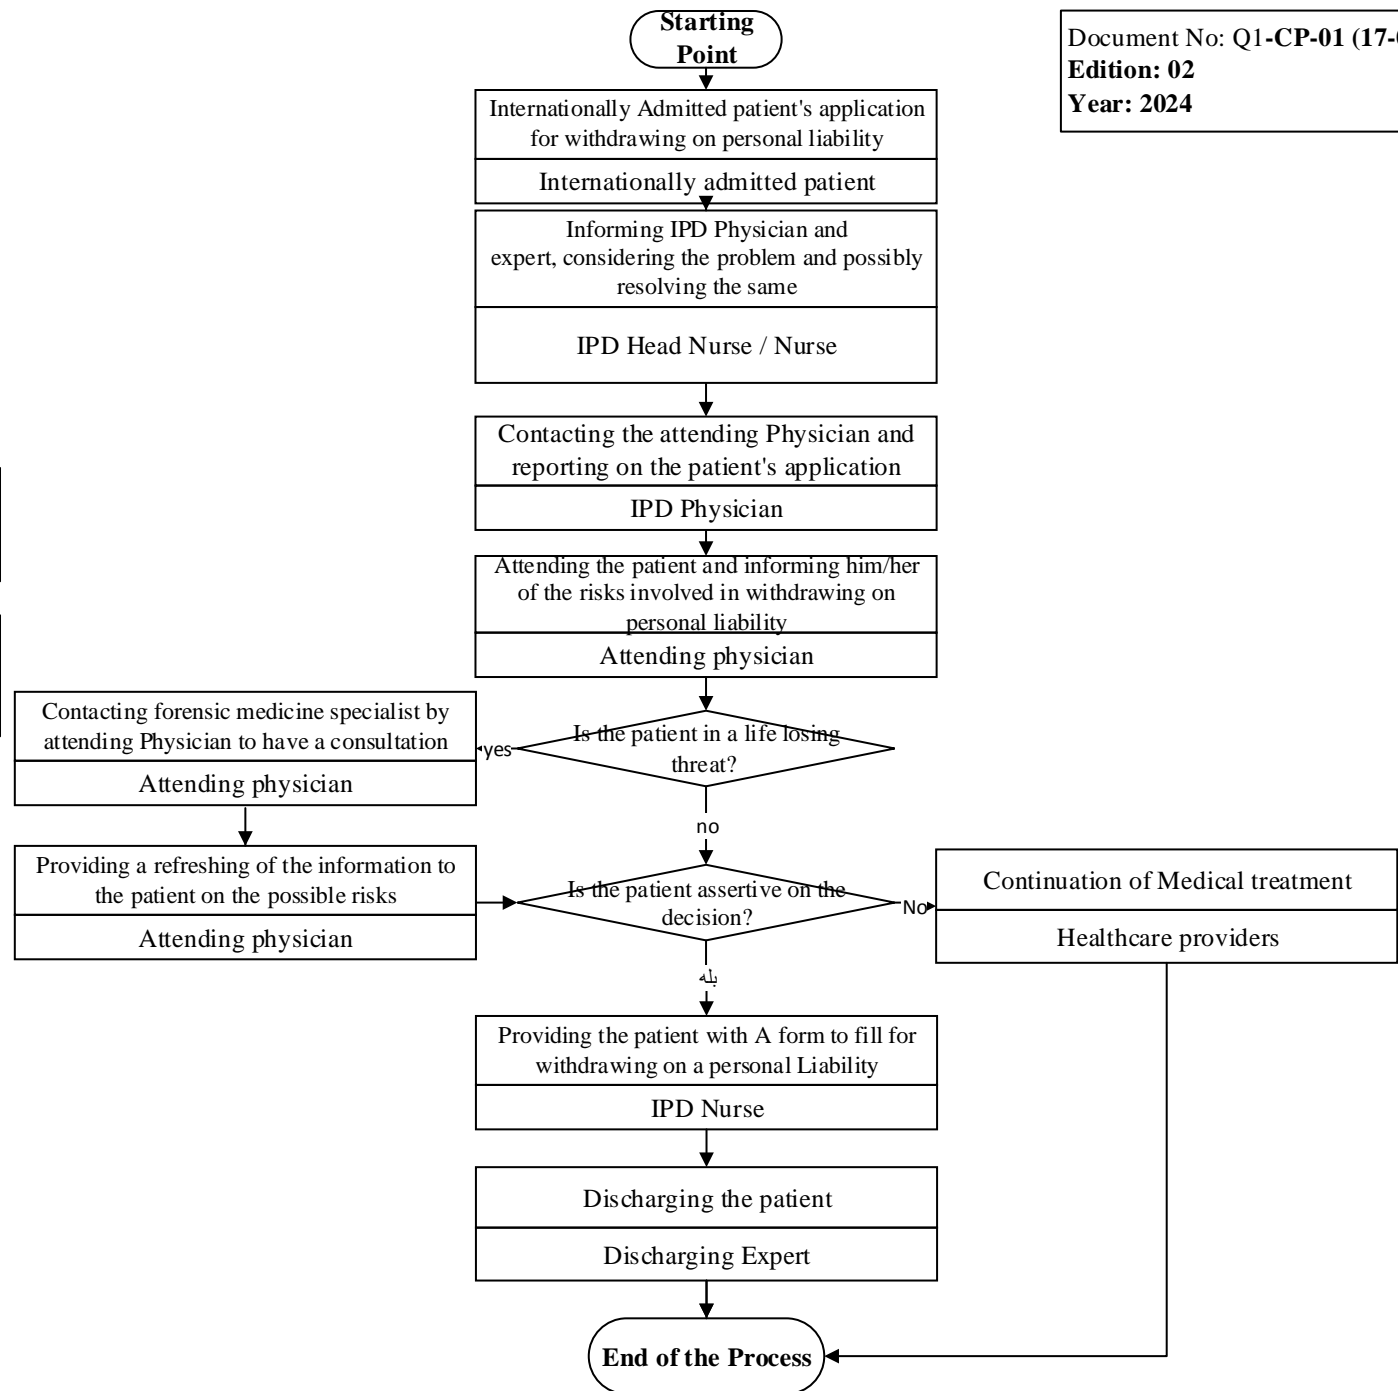 Starting
Point
Document No: Q1-CP-01 (17-
Edition: 02
Year: 2024
Internationally Admitted patient's application
for withdrawing on personal liability
Internationally admitted patient
Informing IPD Physician and
expert, considering the problem and possibly
resolving the same
IPD Head Nurse / Nurse
Contacting the attending Physician and
reporting on the patient's application
IPD Physician
Attending the patient and informing him/her
of the risks involved in withdrawing on
personal liability
Attending physician
Contacting forensic medicine specialist by
attending Physician to have a consultation
Attending physician
yes
Is the patient in a life losing
threat?
no
Providing a refreshing of the information to
the patient on the possible risks
Attending physician
Is the patient assertive on the
decision?
No
Continuation of Medical treatment
Healthcare providers
بله
Providing the patient with A form to fill for
withdrawing on a personal Liability
IPD Nurse
Discharging the patient
Discharging Expert
End of the Process